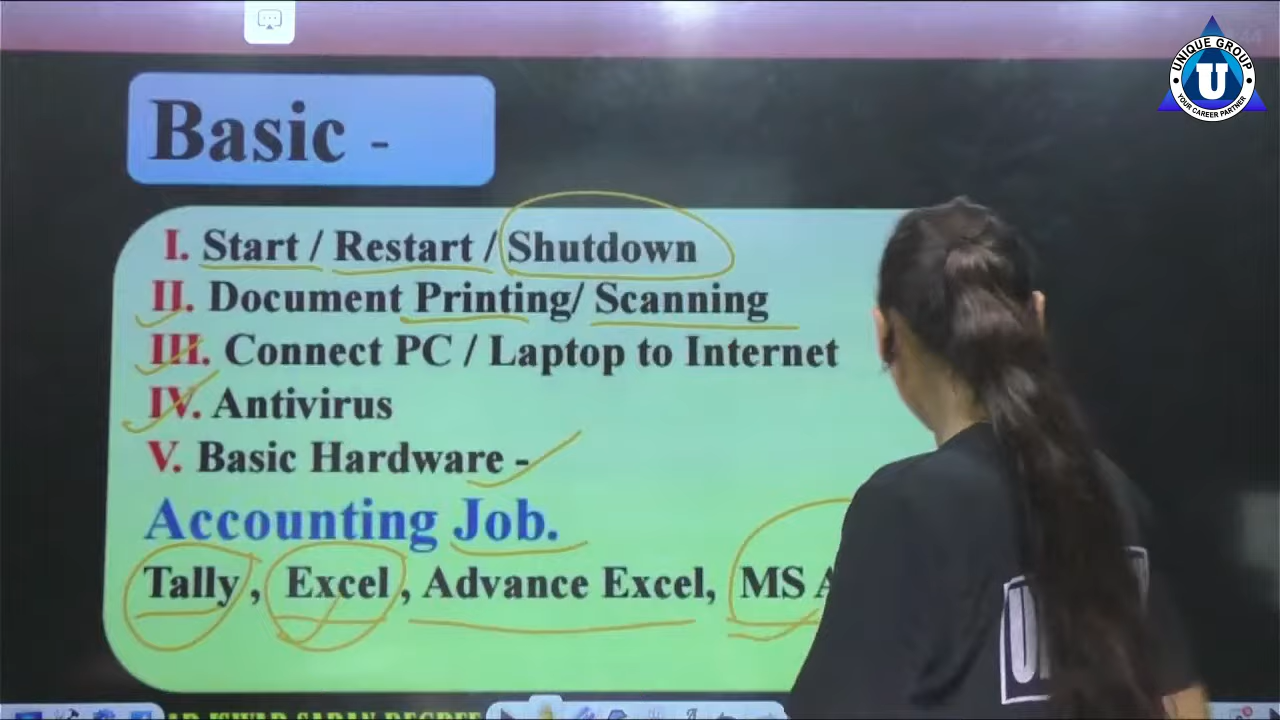 UNIQUE GROUP
U
YOUR CAREER PARTNER
Basic -
I. Start / Restart / Shutdown
II. Document Printing/ Scanning
III. Connect PC / Laptop to Internet
IV. Antivirus
V. Basic Hardware -
Accounting Job.
Tally , Excel , Advance Excel, MS A